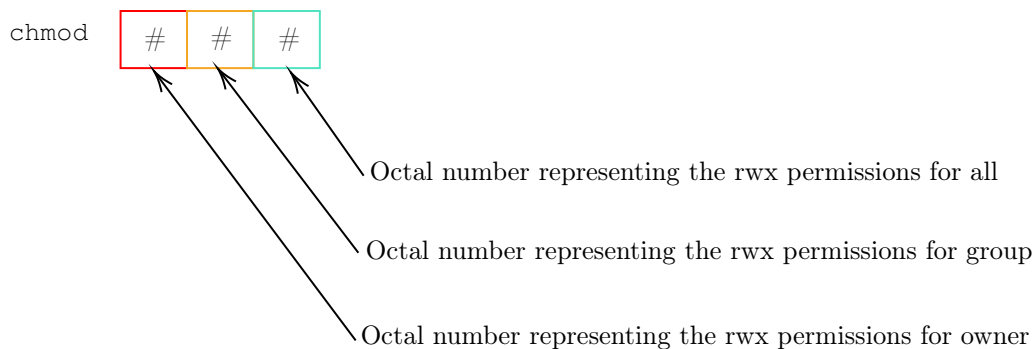 chmod # # #
Octal number representing the rwx permissions for all
Octal number representing the rwx permissions for group
Octal number representing the rwx permissions for owner